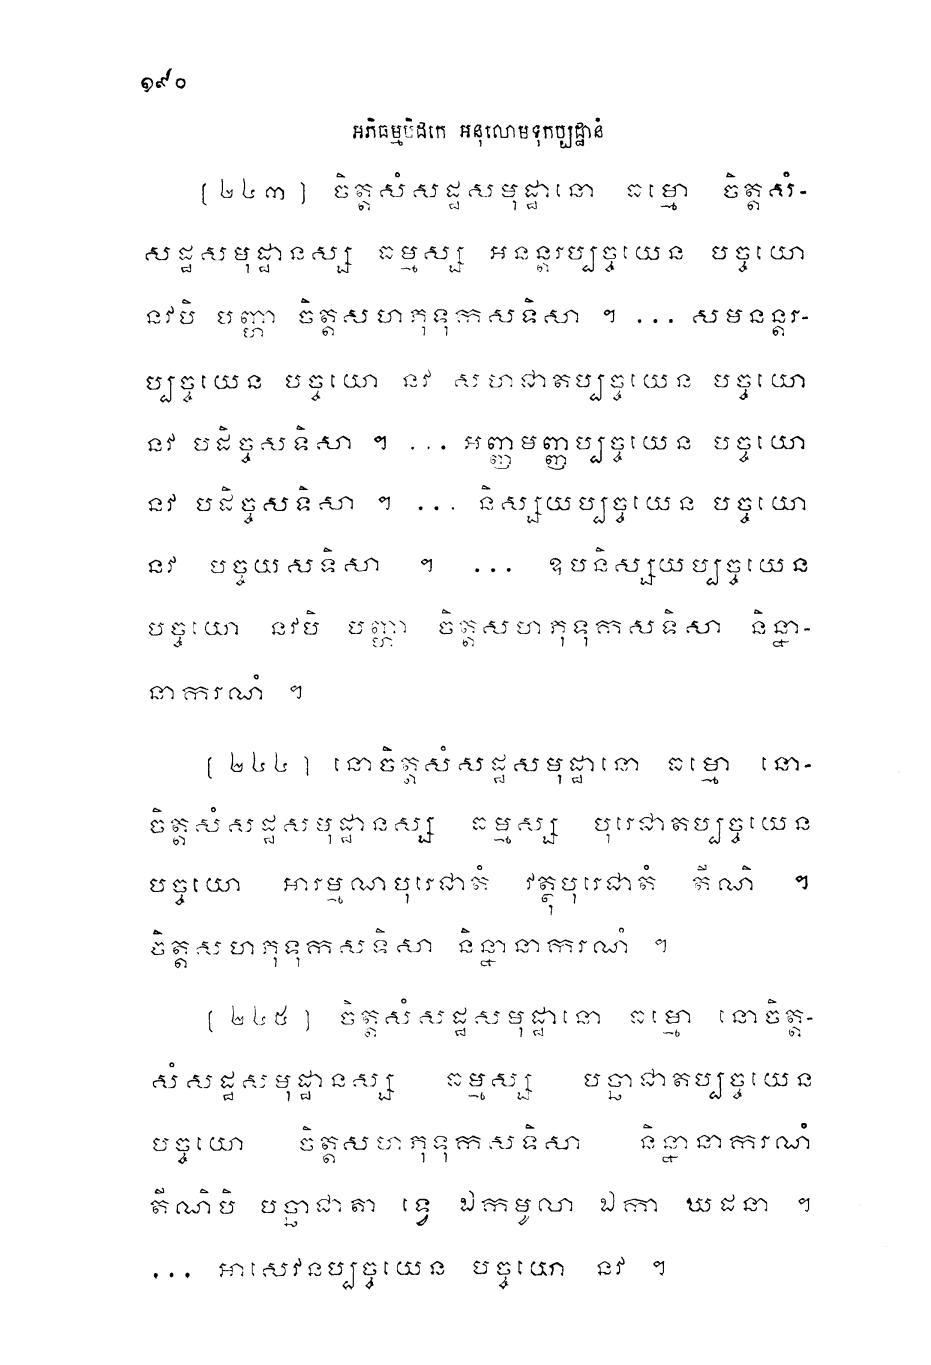 ១៩០
អភិធម្មបិដកេ អនុលោមទុកប្បដ្ឋានំ
[២៤៣] ចិត្តសំសដ្ឋសមុដ្ឋានោ ធម្មោ ចិត្តសំ-
សដ្ឋសមុដ្ឋានស្ស ធម្មស្ស អនន្តរប្បច្ចយេន បច្ចយោ
នវបិ បញ្ហា ចិត្តសហភុទុកសទិសា ។ ... សមនន្តរ-
ប្បច្ចយេន បច្ចយោ នវ សហជាតប្បច្ចយេន បច្ចយោ
នវ បដិច្ចសទិសា ។ ... អញ្ញមញ្ញប្បច្ចយេន បច្ចយោ
នវ បដិច្ចសទិសា ។ ... និស្សយប្បច្ចយេន បច្ចយោ
នវ បច្ចយសទិសា ។ ... ឧបនិស្សយប្បច្ចយេន
បច្ចយោ នវបិ បញ្ហា ចិត្តសហភុទុកសទិសា និន្នា-
នាករណំ ។
[២៤៤] នោចិត្តសំសដ្ឋសមុដ្ឋានោ ធម្មោ នោ-
ចិត្តសំសដ្ឋសមុដ្ឋានស្ស ធម្មស្ស បុរេជាតប្បច្ចយេន
បច្ចយោ អារម្មណបុរេជាតំ វត្ថុបុរេជាតំ តីណិ ។
ចិត្តសហភុទុកសទិសា និន្នានាករណំ ។
[២៤៥] ចិត្តសំសដ្ឋសមុដ្ឋានោ ធម្មោ នោចិត្ត-
សំសដ្ឋសមុដ្ឋានស្ស ធម្មស្ស បច្ឆាជាតប្បច្ចយេន
បច្ចយោ ចិត្តសហភុទុកសទិសា និន្នានាករណំ
តីណិបិ បច្ឆាជាតា ទ្វេ ឯកមូលា ឯកា ឃដនា ។
... អាសេវនប្បច្ចយេន បច្ចយោ នវ ។